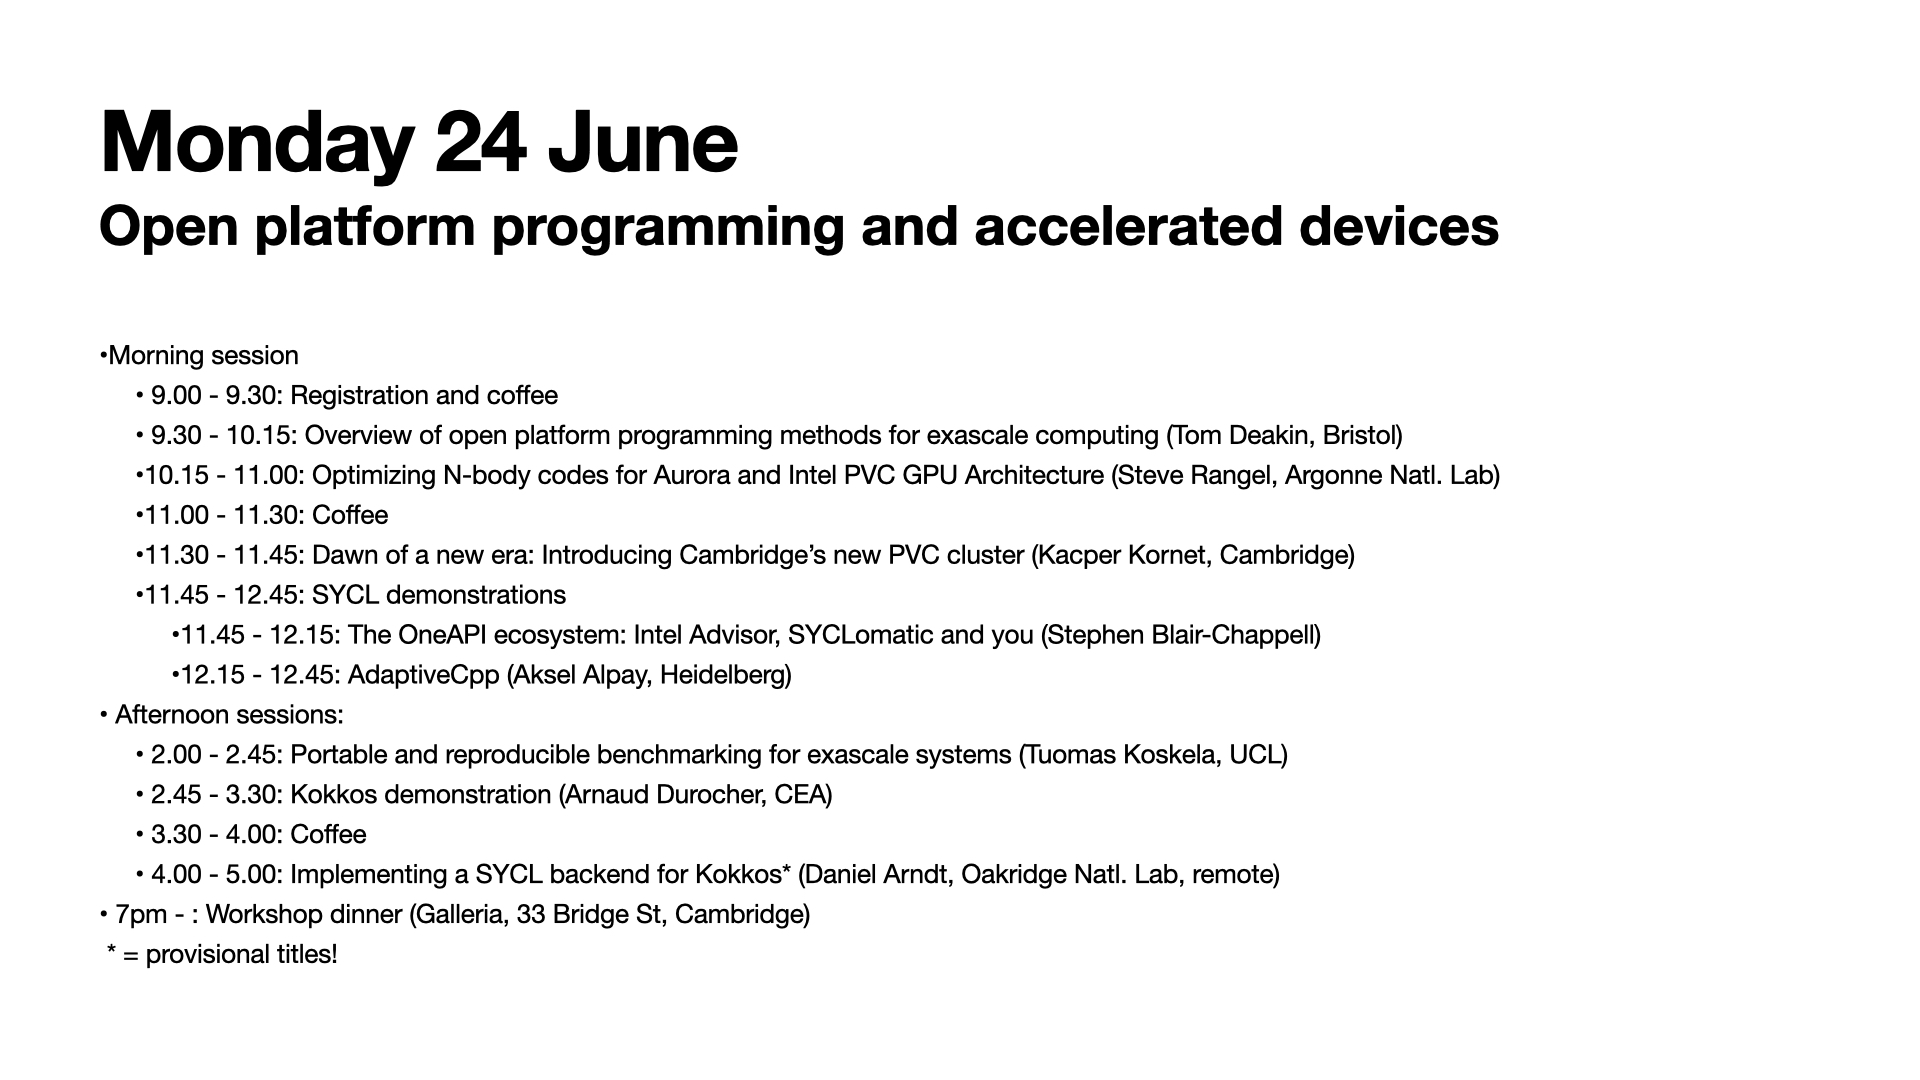 Monday 24 June
Open platform programming and accelerated devices
•Morning session
• 9.00 - 9.30: Registration and coffee
• 9.30 - 10.15: Overview of open platform programming methods for exascale computing (Tom Deakin, Bristol)
•10.15 - 11.00: Optimizing N-body codes for Aurora and Intel PVC GPU Architecture (Steve Rangel, Argonne Natl. Lab)
•11.00 - 11.30: Coffee
•11.30 - 11.45: Dawn of a new era: Introducing Cambridge’s new PVC cluster (Kacper Kornet, Cambridge)
•11.45 - 12.45: SYCL demonstrations
•11.45 - 12.15: The OneAPI ecosystem: Intel Advisor, SYCLomatic and you (Stephen Blair-Chappell)
•12.15 - 12.45: AdaptiveCpp (Aksel Alpay, Heidelberg)
• Afternoon sessions:
• 2.00 - 2.45: Portable and reproducible benchmarking for exascale systems (Tuomas Koskela, UCL)
• 2.45 - 3.30: Kokkos demonstration (Arnaud Durocher, CEA)
• 3.30 - 4.00: Coffee
• 4.00 - 5.00: Implementing a SYCL backend for Kokkos* (Daniel Arndt, Oakridge Natl. Lab, remote)
• 7pm - : Workshop dinner (Galleria, 33 Bridge St, Cambridge)
* = provisional titles!